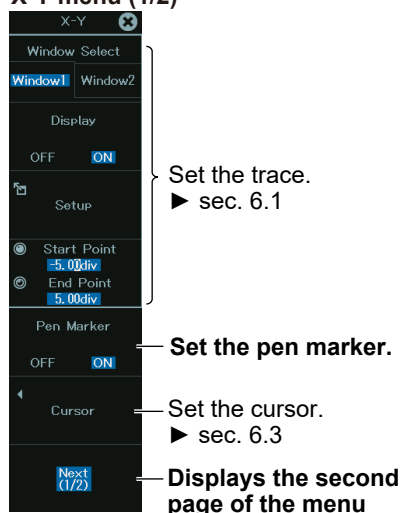 X-Y menu (1/2)
X-Y
Window Select
Window1 Window2
Display
OFF ON
Setup
Start Point
-5.00div
End Point
5.00div
Set the trace.
► sec. 6.1
Pen Marker
OFF ON
Set the pen marker.
Cursor
Set the cursor.
► sec. 6.3
Next
(1/2)
Displays the second
page of the menu